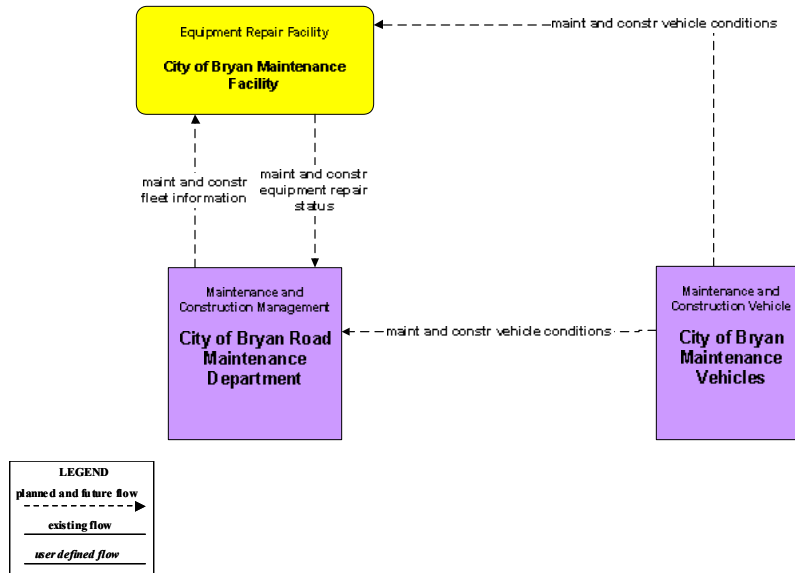 Equipment Repair Facility
City of Bryan Maintenance
Facility
maint and constr vehicle conditions
maint and constr
fleet information
maint and constr
equipment repair
status
Maintenance and
Construction Management
City of Bryan Road
Maintenance
Department
maint and constr vehicle conditions
Maintenance and
Construction Vehicle
City of Bryan
Maintenance
Vehicles
LEGEND
planned and future flow
existing flow
user defined flow